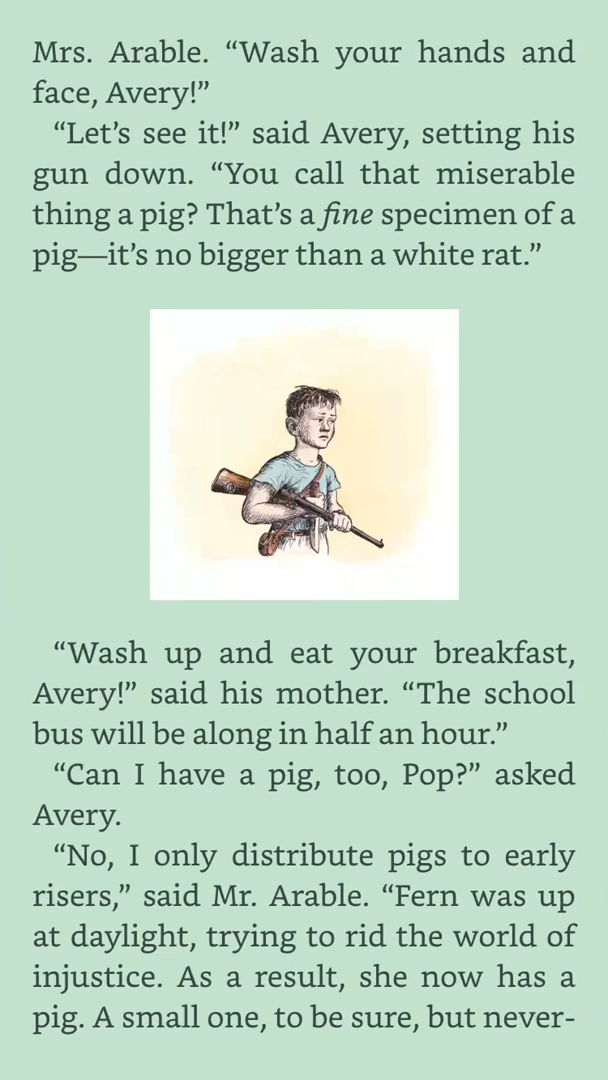 Mrs. Arable. “Wash your hands and
face, Avery!”
“Let’s see it!” said Avery, setting his
gun down. “You call that miserable
thing a pig? That’s a fine specimen of a
pig—it’s no bigger than a white rat.”
“Wash up and eat your breakfast,
Avery!” said his mother. “The school
bus will be along in half an hour.”
“Can I have a pig, too, Pop?” asked
Avery.
“No, I only distribute pigs to early
risers,” said Mr. Arable. “Fern was up
at daylight, trying to rid the world of
injustice. As a result, she now has a
pig. A small one, to be sure, but never-